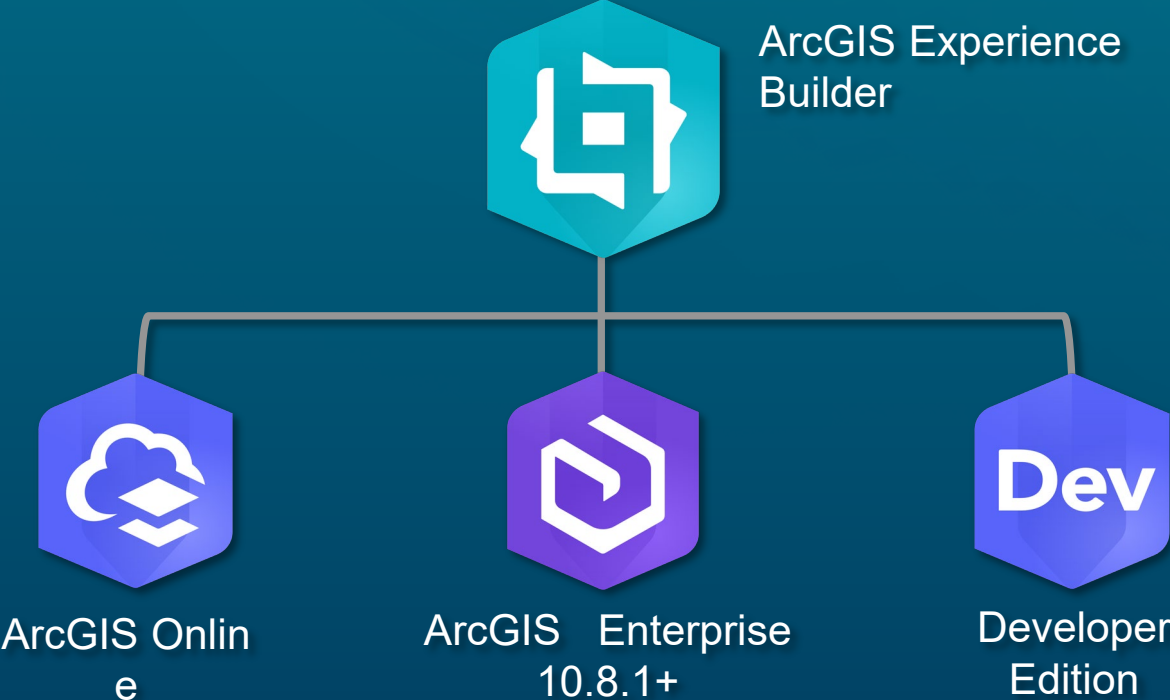 ArcGIS Experience
Builder
Dev
ArcGIS Onlin
e
ArcGIS Enterprise
10.8.1+
Developer
Edition